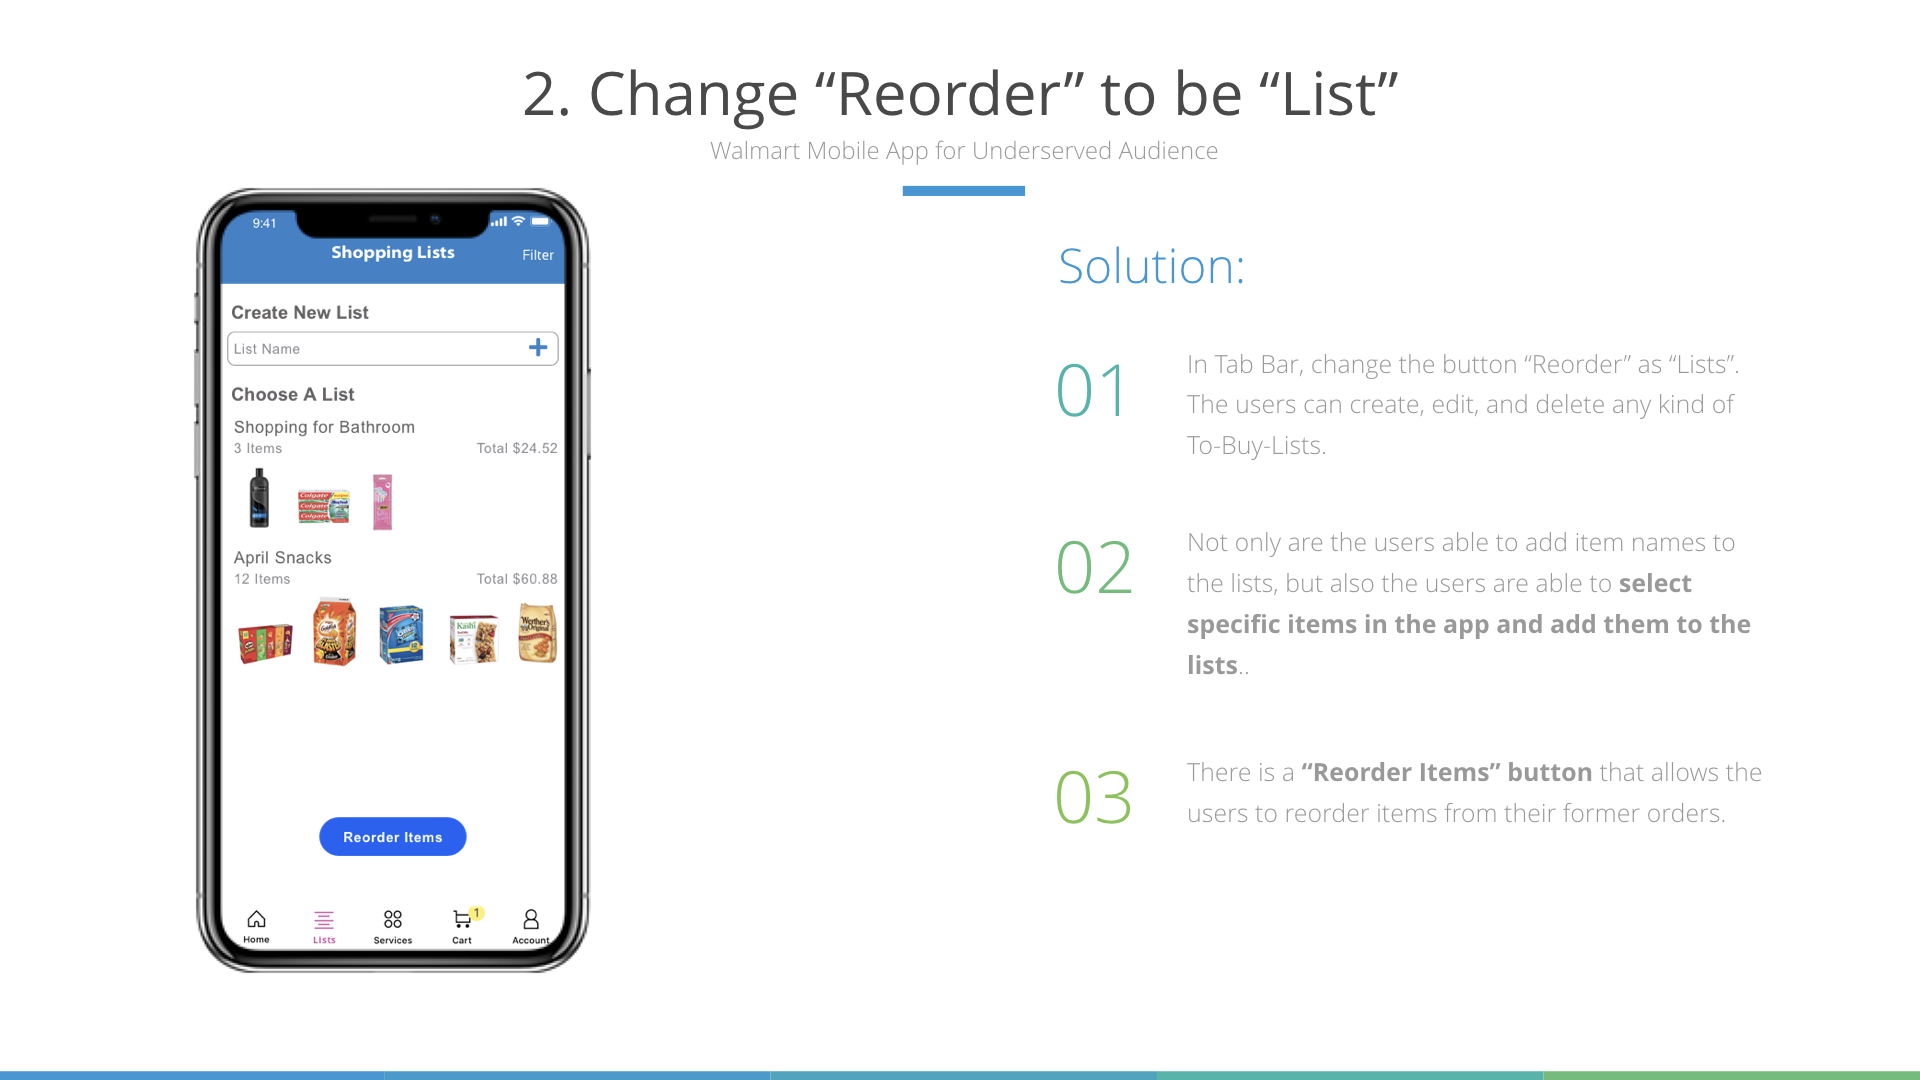 2. Change “Reorder” to be “List”
Walmart Mobile App for Underserved Audience
9:41
Shopping Lists
Filter
Create New List
List Name
Choose A List
Shopping for Bathroom
3 Items
Total $24.52
Colgate
Colgate
Colgate
April Snacks
12 Items
Total $60.88
Kashi
Werther's
Original
Reorder Items
1
Home
Lists
Services
Cart
Account
Solution:
01
In Tab Bar, change the button “Reorder” as “Lists”.
The users can create, edit, and delete any kind of
To-Buy-Lists.
02
Not only are the users able to add item names to
the lists, but also the users are able to select
specific items in the app and add them to the
lists..
03
There is a “Reorder Items” button that allows the
users to reorder items from their former orders.